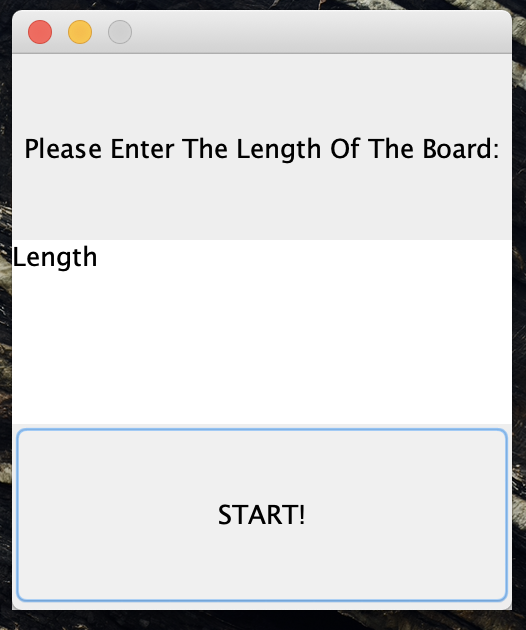 Please Enter The Length Of The Board:
Length
START!